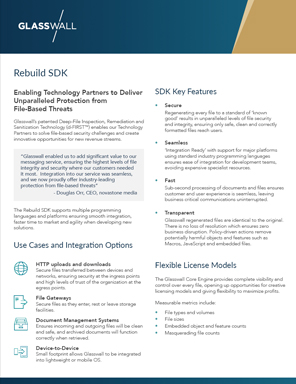 GLASSWALL
Rebuild SDK
Enabling Technology Partners to Deliver
Unparalleled Protection from
File-Based Threats
Glasswall's patented Deep-File Inspection, Remediation and
Sanitization Technology (d-FIRST™) enables our Technology
Partners to solve file-based security challenges and create
innovative opportunities for new revenue streams.
"Glasswall enabled us to add significant value to our
messaging service, ensuring the highest levels of file
integrity and security where our customers needed
it most. Integration into our service was seamless,
and we now proudly offer industry-leading
protection from file-based threats"
- Douglas Orr, CEO, novastone media
The Rebuild SDK supports multiple programming
languages and platforms ensuring smooth integration,
faster time to market and agility when developing new
solutions.
Use Cases and Integration Options
HTTP uploads and downloads
Secure files transferred between devices and
networks, ensuring security at the ingress points
and high levels of trust of the organization at the
egress points.
File Gateways
Secure files as they enter, rest or leave storage
facilities.
Document Management Systems
Ensures incoming and outgoing files will be clean
and safe, and archived documents will function
correctly when retrieved.
Device-to-Device
Small footprint allows Glasswall to be integrated
into lightweight or mobile OS.
SDK Key Features
• Secure
Regenerating every file to a standard of 'known
good' results in unparalleled levels of file security
and integrity, ensuring only safe, clean and correctly
formatted files reach users.
• Seamless
'Integration Ready' with support for major platforms
using standard industry programming languages
ensures ease of integration for development teams,
avoiding expensive specialist resources.
• Fast
Sub-second processing of documents and files ensures
customer and user experience is seamless, leaving
business critical communications uninterrupted.
• Transparent
Glasswall regenerated files are identical to the original.
There is no loss of resolution which ensures zero
business disruption. Policy-driven actions remove
potentially harmful objects and features such as
Macros, JavaScript and embedded files.
Flexible License Models
The Glasswall Core Engine provides complete visibility and
control over every file, opening up opportunities for creative
licensing models and giving flexibility to maximize profits.
Measurable metrics include:
• File types and volumes
• File sizes
• Embedded object and feature counts
• Masquerading file counts